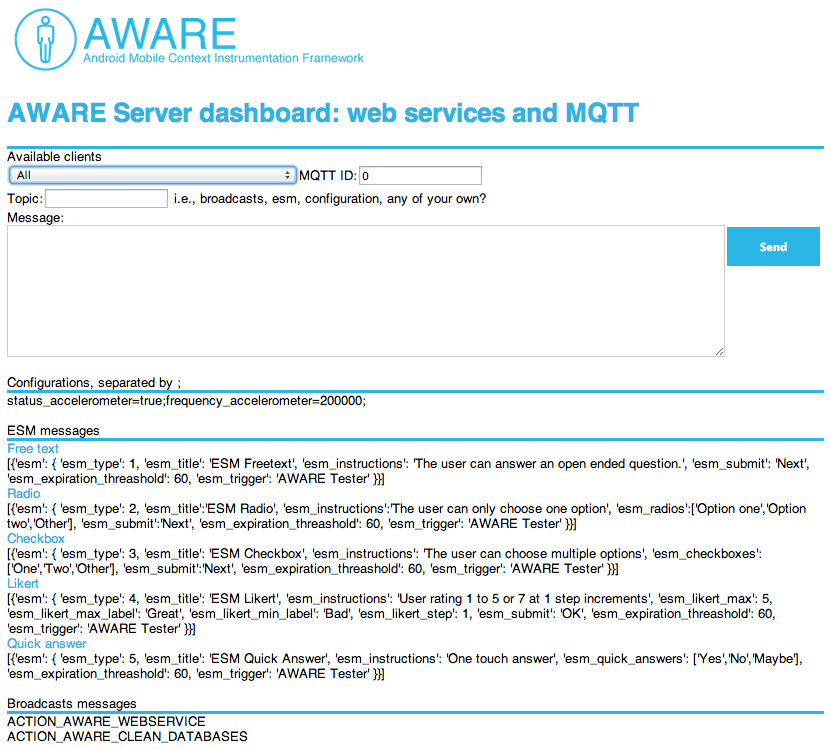 AWARE
Android Mobile Context Instrumentation Framework
AWARE Server dashboard: web services and MQTT
Available clients
All MQTT ID: 0
Topic: i.e., broadcasts, esm, configuration, any of your own?
Message:
Send
Configurations, separated by ;
status_accelerometer=true;frequency_accelerometer=200000;
ESM messages
Free text
[{'esm': { 'esm_type': 1, 'esm_title': 'ESM Freetext', 'esm_instructions': 'The user can answer an open ended question.', 'esm_submit': 'Next',
'esm_expiration_threashold': 60, 'esm_trigger': 'AWARE Tester' }}]
Radio
[{'esm': { 'esm_type': 2, 'esm_title':'ESM Radio', 'esm_instructions':'The user can only choose one option', 'esm_radios':['Option one','Option
two','Other'], 'esm_submit':'Next', 'esm_expiration_threashold': 60, 'esm_trigger': 'AWARE Tester' }}]
Checkbox
[{'esm': { 'esm_type': 3, 'esm_title': 'ESM Checkbox', 'esm_instructions': 'The user can choose multiple options', 'esm_checkboxes':
['One','Two','Other'], 'esm_submit':'Next', 'esm_expiration_threashold': 60, 'esm_trigger': 'AWARE Tester' }}]
Likert
[{'esm': { 'esm_type': 4, 'esm_title': 'ESM Likert', 'esm_instructions': 'User rating 1 to 5 or 7 at 1 step increments', 'esm_likert_max': 5,
'esm_likert_max_label': 'Great', 'esm_likert_min_label': 'Bad', 'esm_likert_step': 1, 'esm_submit': 'OK', 'esm_expiration_threashold': 60,
'esm_trigger': 'AWARE Tester' }}]
Quick answer
[{'esm': { 'esm_type': 5, 'esm_title': 'ESM Quick Answer', 'esm_instructions': 'One touch answer', 'esm_quick_answers': ['Yes','No','Maybe'],
'esm_expiration_threashold': 60, 'esm_trigger': 'AWARE Tester' }}]
Broadcasts messages
ACTION_AWARE_WEBSERVICE
ACTION_AWARE_CLEAN_DATABASES